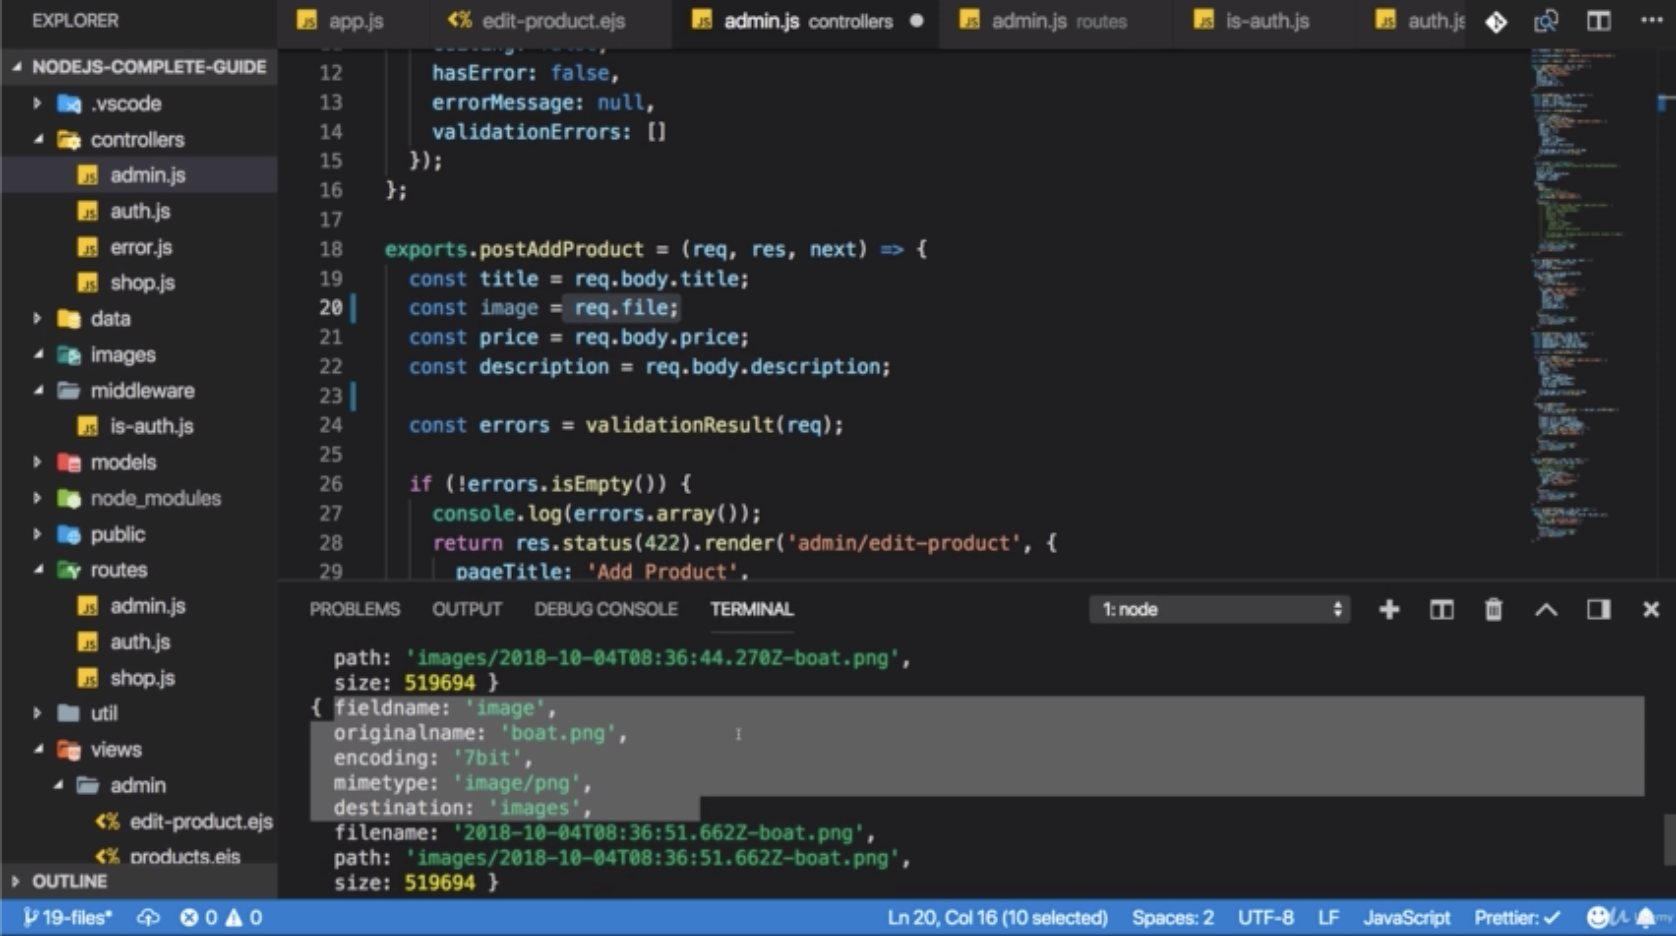 EXPLORER
app.js
edit-product.ejs
admin.js controllers
admin.js routes
is-auth.js
auth.js
NODEJS-COMPLETE-GUIDE
.vscode
controllers
admin.js
auth.js
error.js
shop.js
data
images
middleware
is-auth.js
models
node_modules
public
routes
admin.js
auth.js
shop.js
util
views
admin
edit-product.ejs
products.ejs
OUTLINE
12 hasError: false,
13 errorMessage: null,
14 validationErrors: []
15 });
16 };
17
18 exports.postAddProduct = (req, res, next) => {
19 const title = req.body.title;
20 const image = req.file;
21 const price = req.body.price;
22 const description = req.body.description;
23
24 const errors = validationResult(req);
25
26 if (!errors.isEmpty()) {
27 console.log(errors.array());
28 return res.status(422).render('admin/edit-product', {
29 pageTitle: 'Add Product',
PROBLEMS OUTPUT DEBUG CONSOLE TERMINAL 1: node
path: 'images/2018-10-04T08:36:44.270Z-boat.png',
size: 519694 }
{ fieldname: 'image',
originalname: 'boat.png',
encoding: '7bit',
mimetype: 'image/png',
destination: 'images',
filename: '2018-10-04T08:36:51.662Z-boat.png',
path: 'images/2018-10-04T08:36:51.662Z-boat.png',
size: 519694 }
19-files* 0 0 Ln 20, Col 16 (10 selected) Spaces: 2 UTF-8 LF JavaScript Prettier: ✓